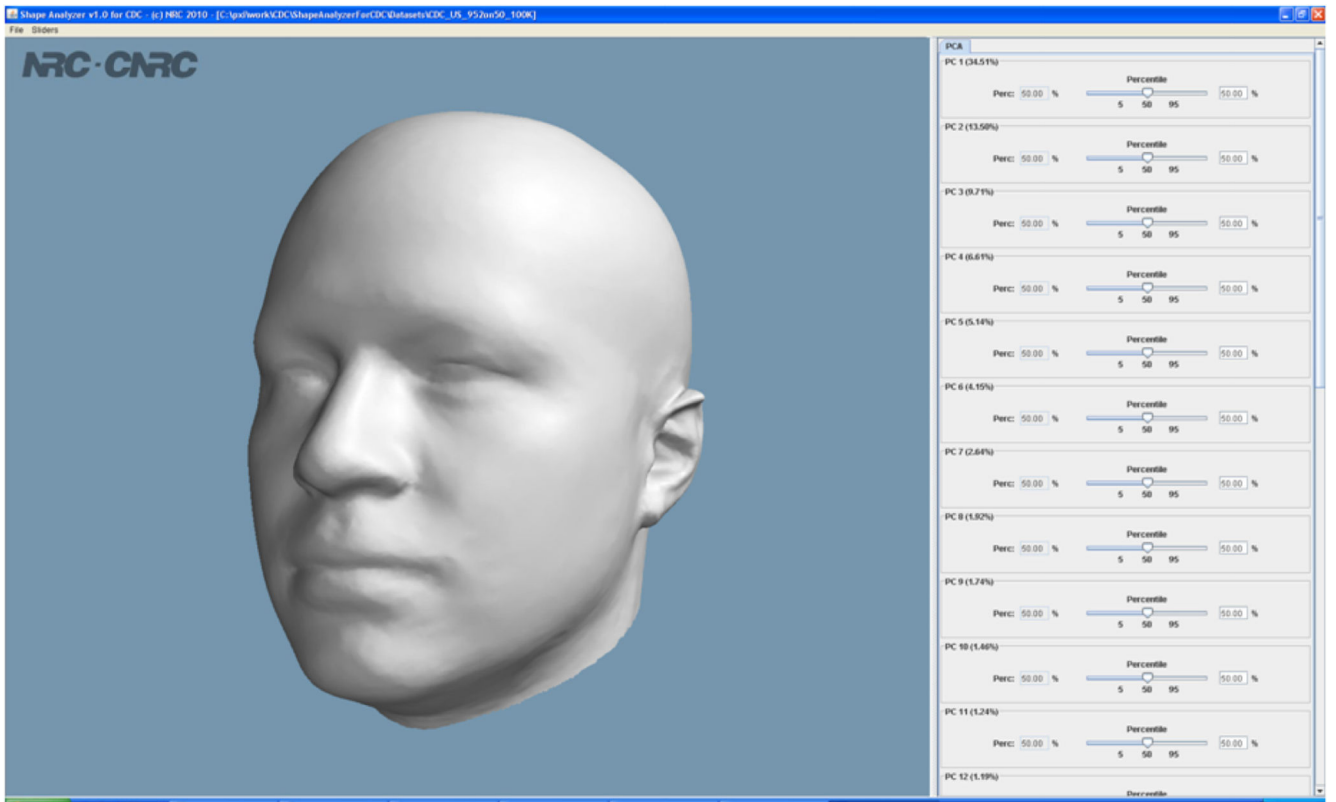 Shape Analyzer v1.0 for CDC - (c) NRC 2010 - [C:\pxl\work\CDC\ShapeAnalyzerForCDC\Datasets\CDC_US_952on50_100K]
File Sliders
NRC·CNRC
PCA
PC 1 (34.51%)
Percentile
Perc: 50.00 % 50.00 %
5 50 95
PC 2 (13.50%)
Percentile
Perc: 50.00 % 50.00 %
5 50 95
PC 3 (9.71%)
Percentile
Perc: 50.00 % 50.00 %
5 50 95
PC 4 (6.61%)
Percentile
Perc: 50.00 % 50.00 %
5 50 95
PC 5 (5.14%)
Percentile
Perc: 50.00 % 50.00 %
5 50 95
PC 6 (4.15%)
Percentile
Perc: 50.00 % 50.00 %
5 50 95
PC 7 (2.64%)
Percentile
Perc: 50.00 % 50.00 %
5 50 95
PC 8 (1.92%)
Percentile
Perc: 50.00 % 50.00 %
5 50 95
PC 9 (1.74%)
Percentile
Perc: 50.00 % 50.00 %
5 50 95
PC 10 (1.46%)
Percentile
Perc: 50.00 % 50.00 %
5 50 95
PC 11 (1.24%)
Percentile
Perc: 50.00 % 50.00 %
5 50 95
PC 12 (1.19%)
Percentile